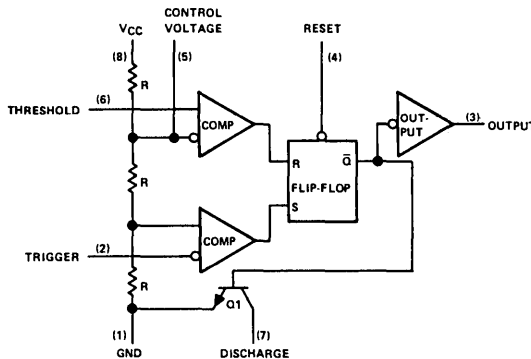 CONTROL
VCC VOLTAGE RESET
(8) (5) (4)
R
(6)
THRESHOLD
COMP
OUT-
PUT
(3)
OUTPUT
R
Q
FLIP-FLOP
S
R
COMP
(2)
TRIGGER
R
Q1
(1) (7)
GND DISCHARGE